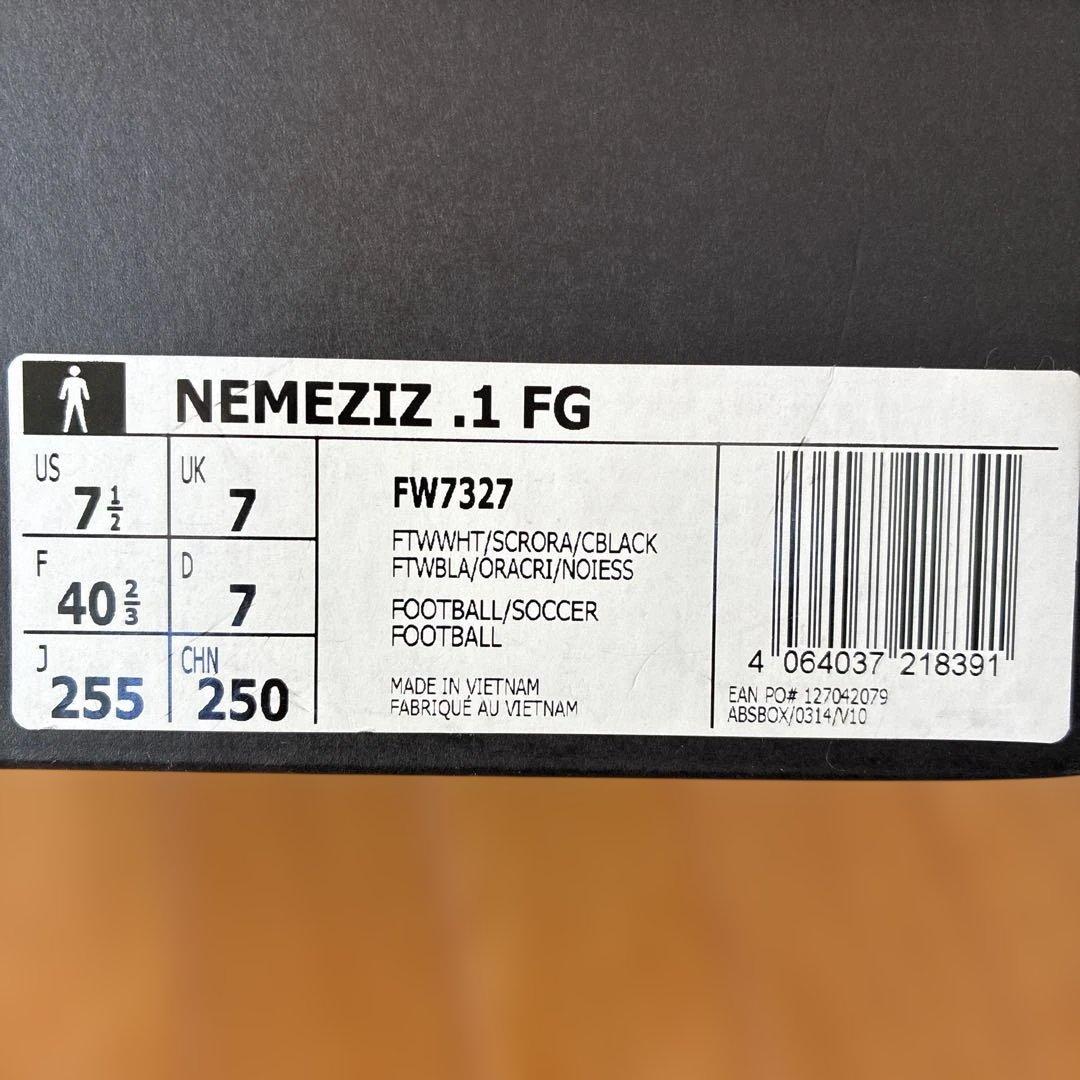 NEMEZIZ .1 FG
US 7 1/2
UK 7
F 40 2/3
D 7
J 255
CHN 250
FW7327
FTWWHT/SCRORA/CBLACK
FTWBLA/ORACRI/NOIESS
FOOTBALL/SOCCER
FOOTBALL
MADE IN VIETNAM
FABRIQUÉ AU VIETNAM
4 064037 218391
EAN PO# 127042079
ABSBOX/0314/V10